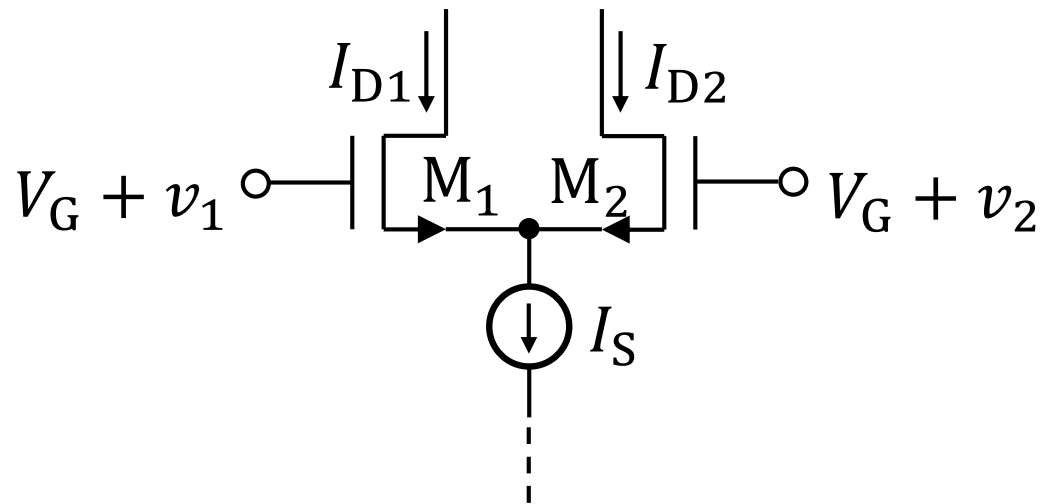 I_D1
I_D2
V_G + v_1
M_1
M_2
V_G + v_2
I_S